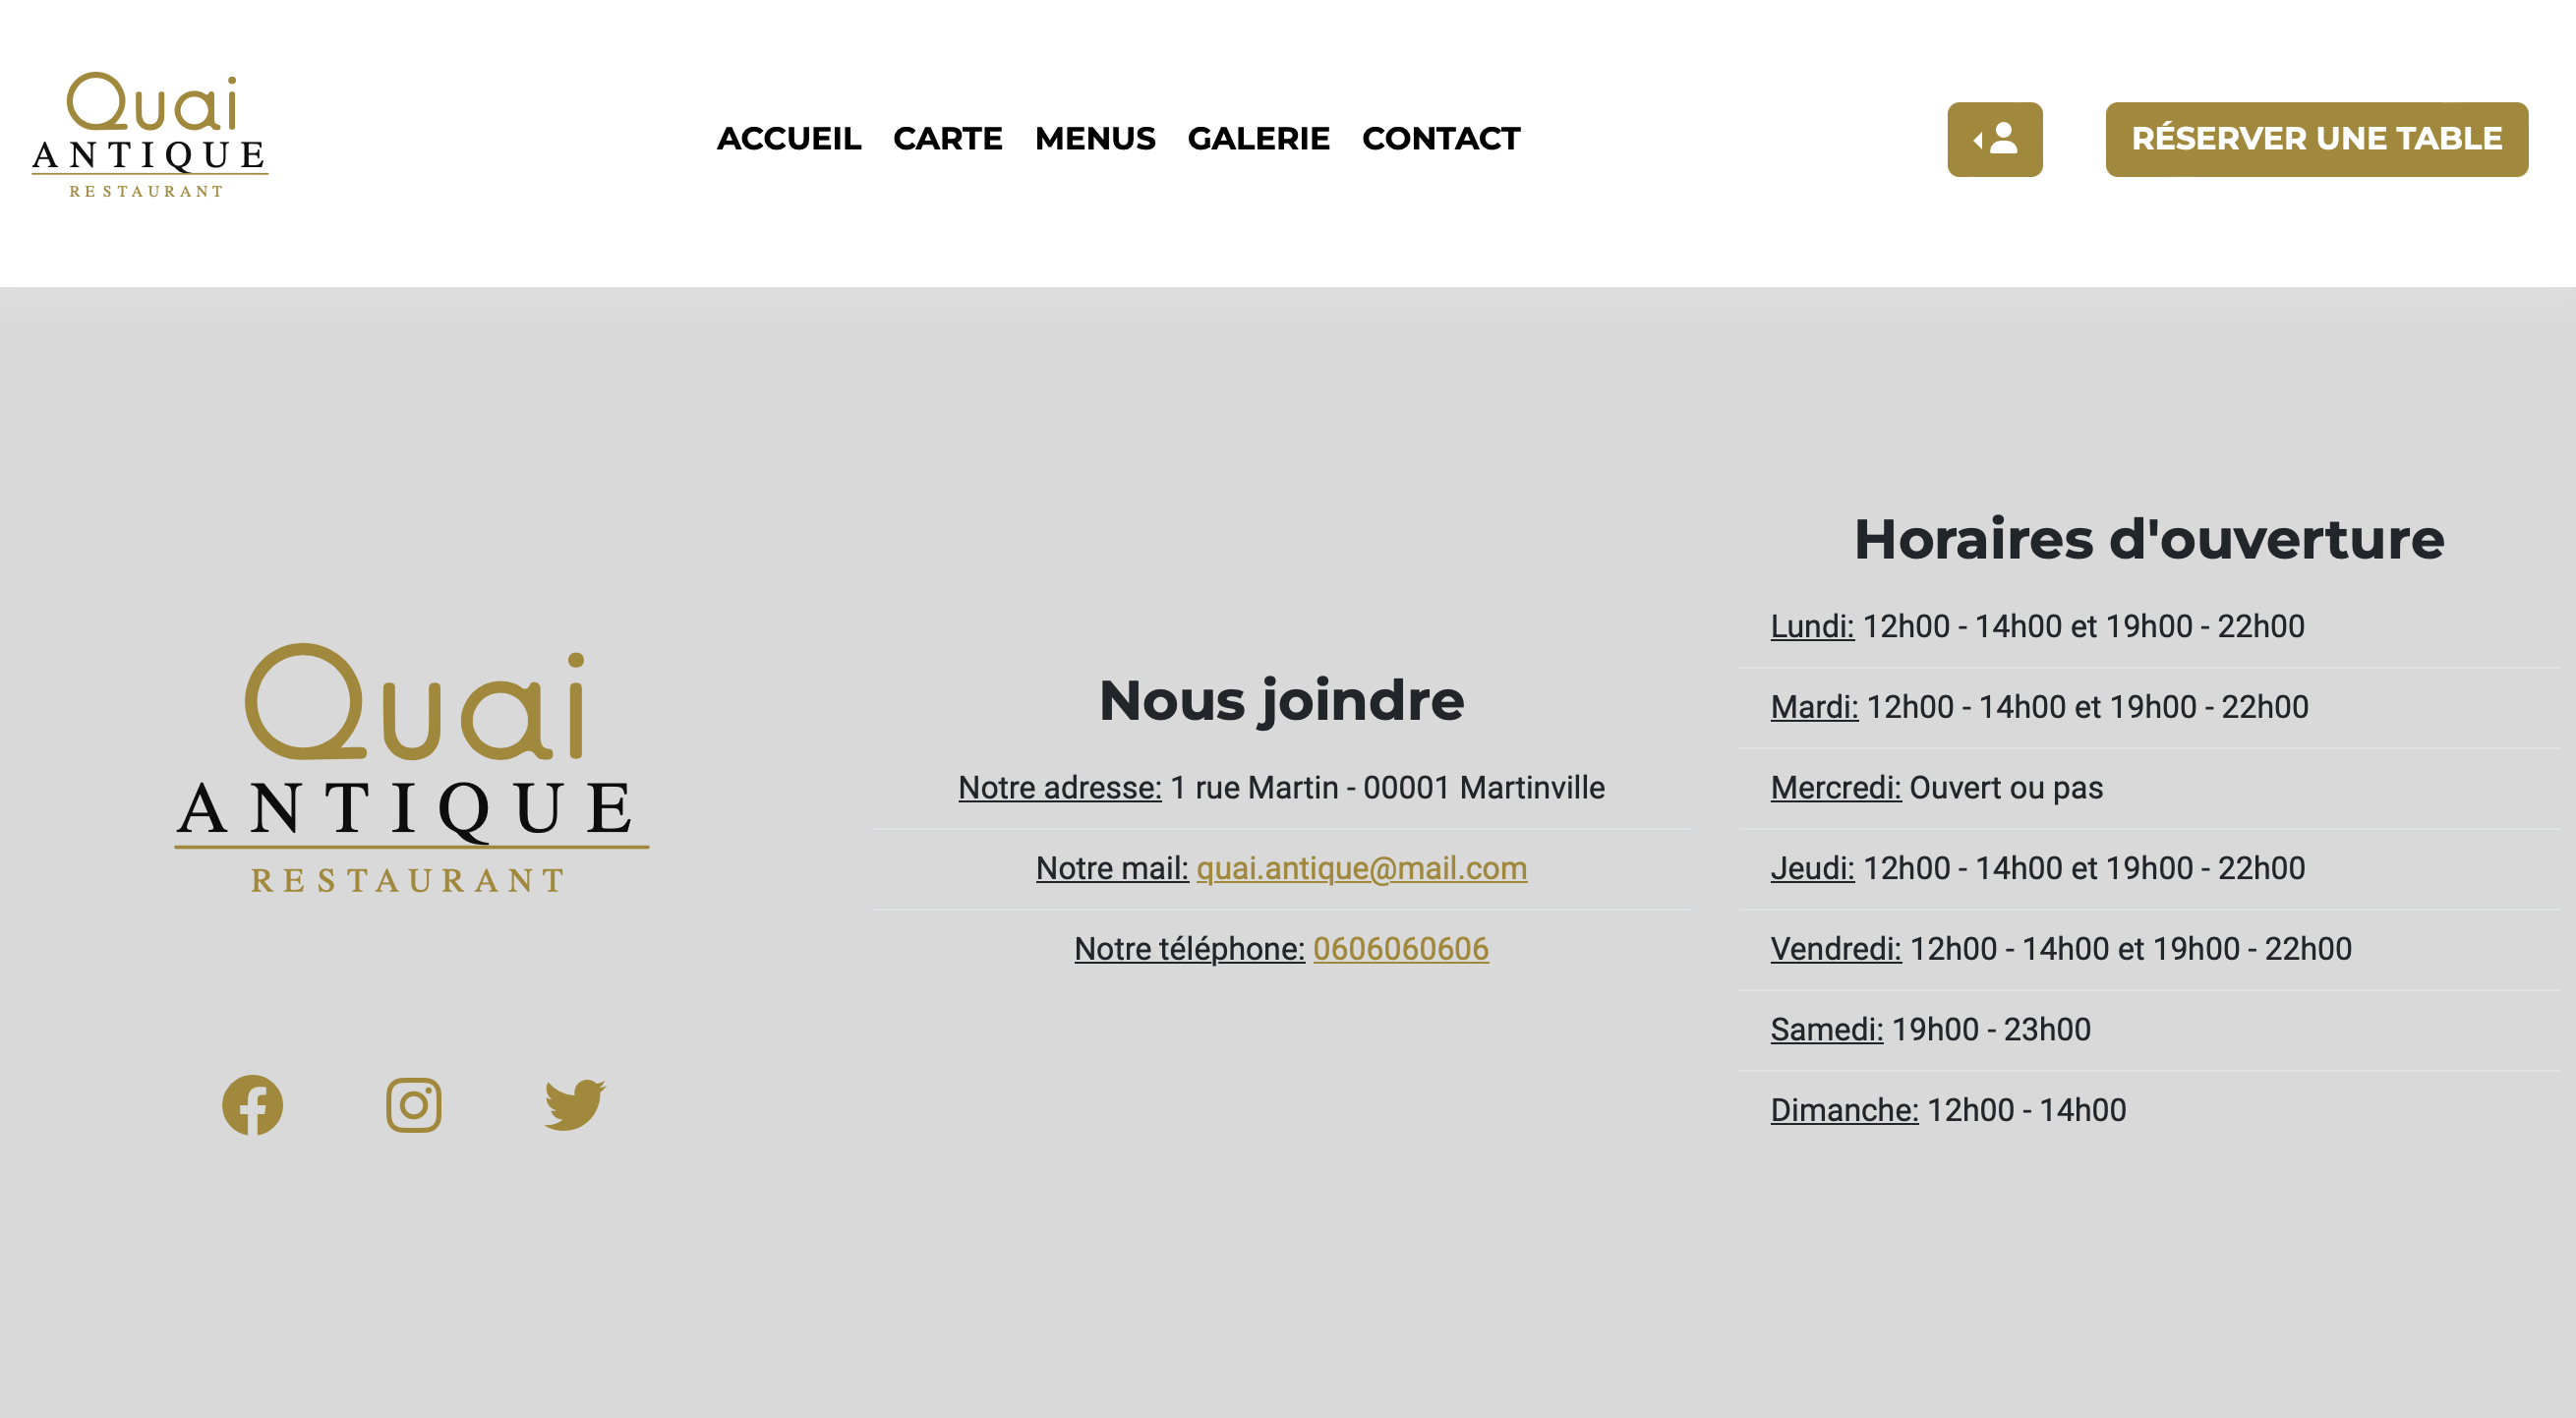 Quai
ANTIQUE
RESTAURANT
ACCUEIL CARTE MENUS GALERIE CONTACT
RÉSERVER UNE TABLE
Quai
ANTIQUE
RESTAURANT
Nous joindre
Notre adresse: 1 rue Martin - 00001 Martinville
Notre mail: quai.antique@mail.com
Notre téléphone: 0606060606
Horaires d'ouverture
Lundi: 12h00 - 14h00 et 19h00 - 22h00
Mardi: 12h00 - 14h00 et 19h00 - 22h00
Mercredi: Ouvert ou pas
Jeudi: 12h00 - 14h00 et 19h00 - 22h00
Vendredi: 12h00 - 14h00 et 19h00 - 22h00
Samedi: 19h00 - 23h00
Dimanche: 12h00 - 14h00